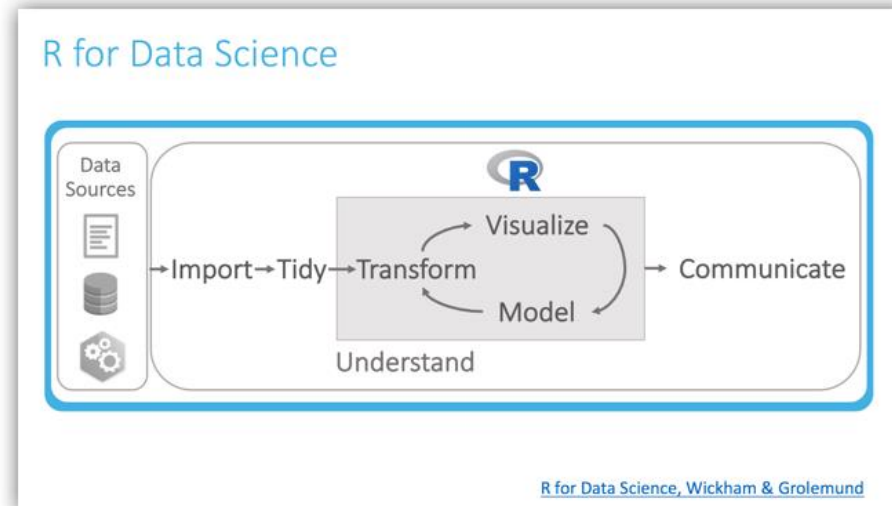 R for Data Science
Data
Sources
R
Visualize
Import
Tidy
Transform
Communicate
Model
Understand
R for Data Science, Wickham & Grolemund